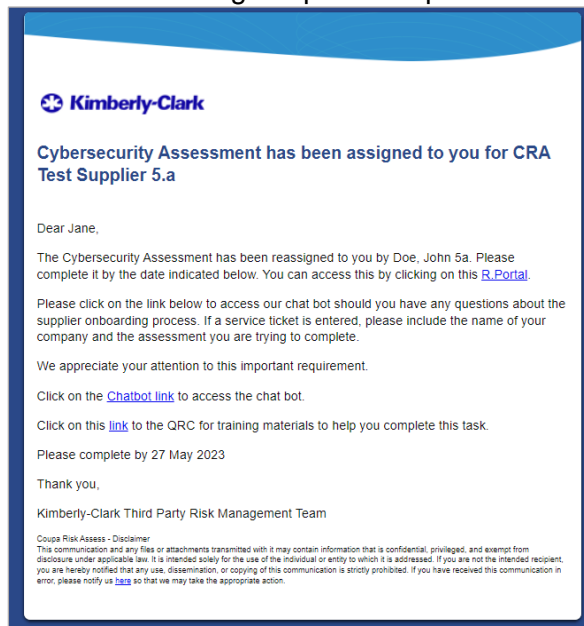 Kimberly-Clark
Cybersecurity Assessment has been assigned to you for CRA
Test Supplier 5.a
Dear Jane,
The Cybersecurity Assessment has been reassigned to you by Doe, John 5a. Please
complete it by the date indicated below. You can access this by clicking on this R.Portal.
Please click on the link below to access our chat bot should you have any questions about the
supplier onboarding process. If a service ticket is entered, please include the name of your
company and the assessment you are trying to complete.
We appreciate your attention to this important requirement.
Click on the Chatbot link to access the chat bot.
Click on this link to the QRC for training materials to help you complete this task.
Please complete by 27 May 2023
Thank you,
Kimberly-Clark Third Party Risk Management Team
Coupa Risk Assess - Disclaimer
This communication and any files or attachments transmitted with it may contain information that is confidential, privileged, and exempt from
disclosure under applicable law. It is intended solely for the use of the individual or entity to which it is addressed. If you are not the intended recipient,
you are hereby notified that any use, dissemination, or copying of this communication is strictly prohibited. If you have received this communication in
error, please notify us here so that we may take the appropriate action.